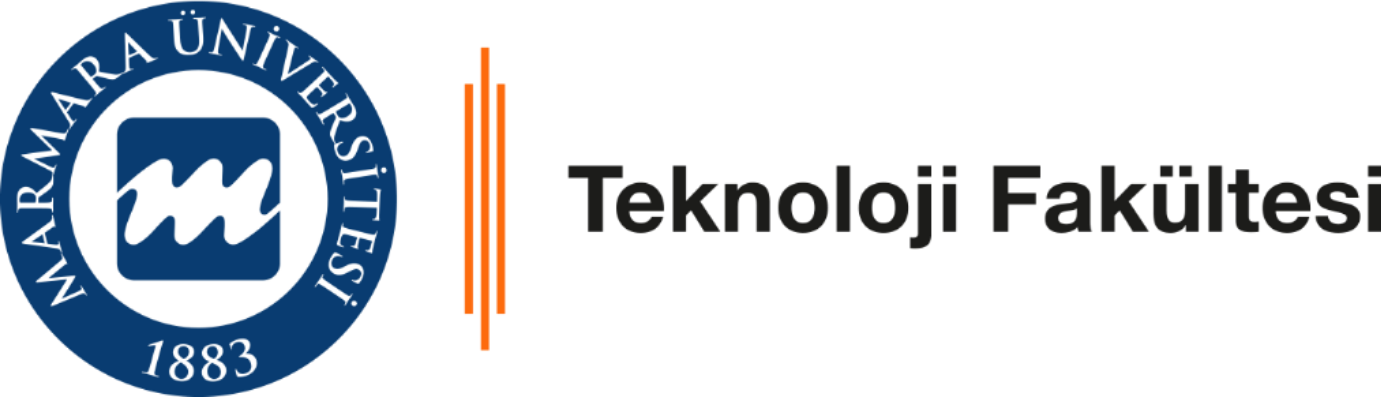 MARMARA ÜNİVERSİTESİ
1883
Teknoloji Fakültesi